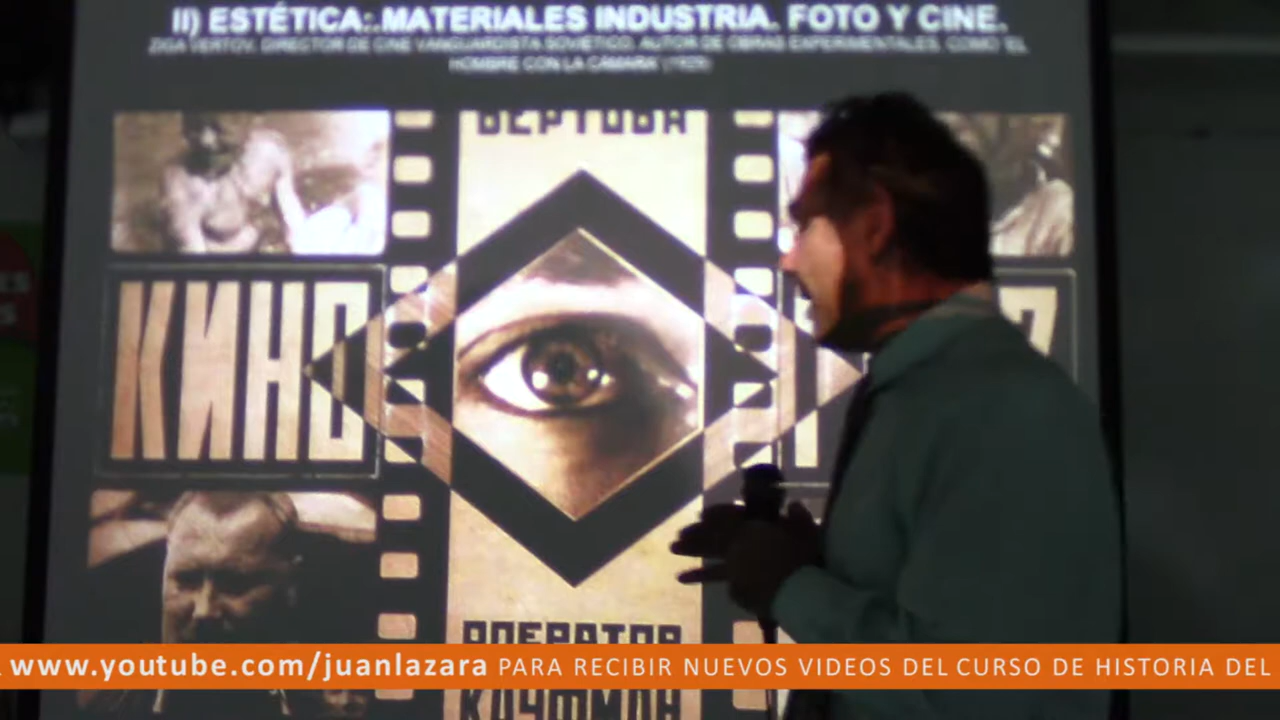 II) ESTÉTICA:.MATERIALES INDUSTRIA. FOTO Y CINE.
ZIGA VERTOV, DIRECTOR DE CINE VANGUARDISTA SOVIÉTICO, AUTOR DE OBRAS EXPERIMENTALES, COMO 'EL
HOMBRE CON LA CÁMARA' (1929)
ВЕРТОВА
КИНО
ОПЕРАТОР
КАУФМАН
www.youtube.com/juanlazara PARA RECIBIR NUEVOS VIDEOS DEL CURSO DE HISTORIA DEL